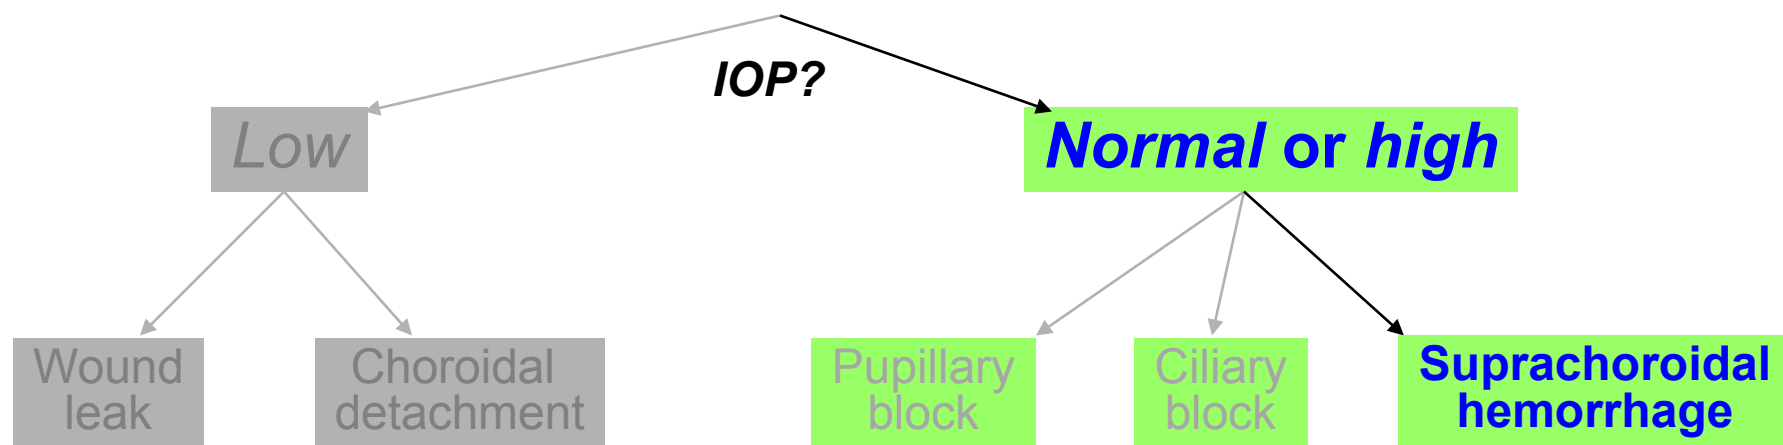 IOP?
Low
Normal or high
Wound
leak
Choroidal
detachment
Pupillary
block
Ciliary
block
Suprachoroidal
hemorrhage